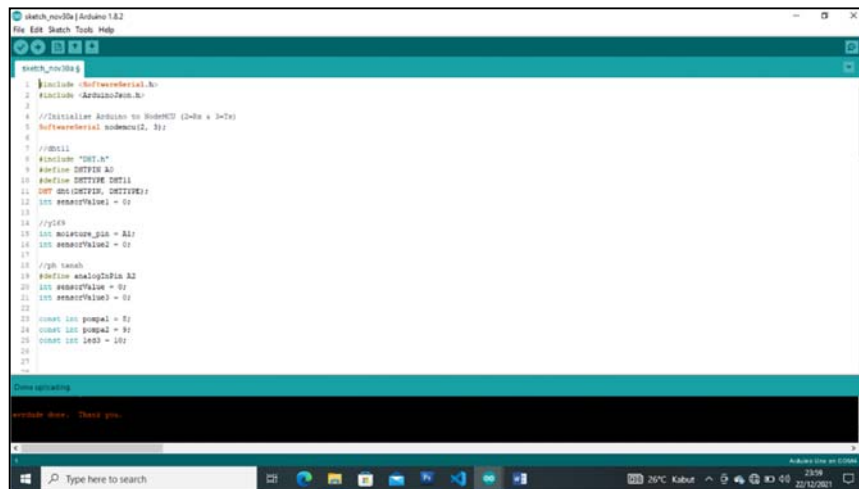 sketch_nov30a | Arduino 1.8.2
File Edit Sketch Tools Help
sketch_nov30a §
1 #include <SoftwareSerial.h>
2 #include <ArduinoJson.h>
3
4 //Initialise Arduino to NodeMCU (2=Rx & 3=Tx)
5 SoftwareSerial nodemcu(2, 3);
6
7 //dht11
8 #include "DHT.h"
9 #define DHTPIN A0
10 #define DHTTYPE DHT11
11 DHT dht(DHTPIN, DHTTYPE);
12 int sensorValue1 = 0;
13
14 //yl69
15 int moisture_pin = A1;
16 int sensorValue2 = 0;
17
18 //ph tanah
19 #define analogInPin A2
20 int sensorValue = 0;
21 int sensorValue3 = 0;
22
23 const int pompa1 = 8;
24 const int pompa2 = 9;
25 const int led3 = 10;
26
27
Done uploading
avrdude done. Thank you.
1
Arduino Uno on COM4
Type here to search
26°C Kabut
23:59
22/12/2021